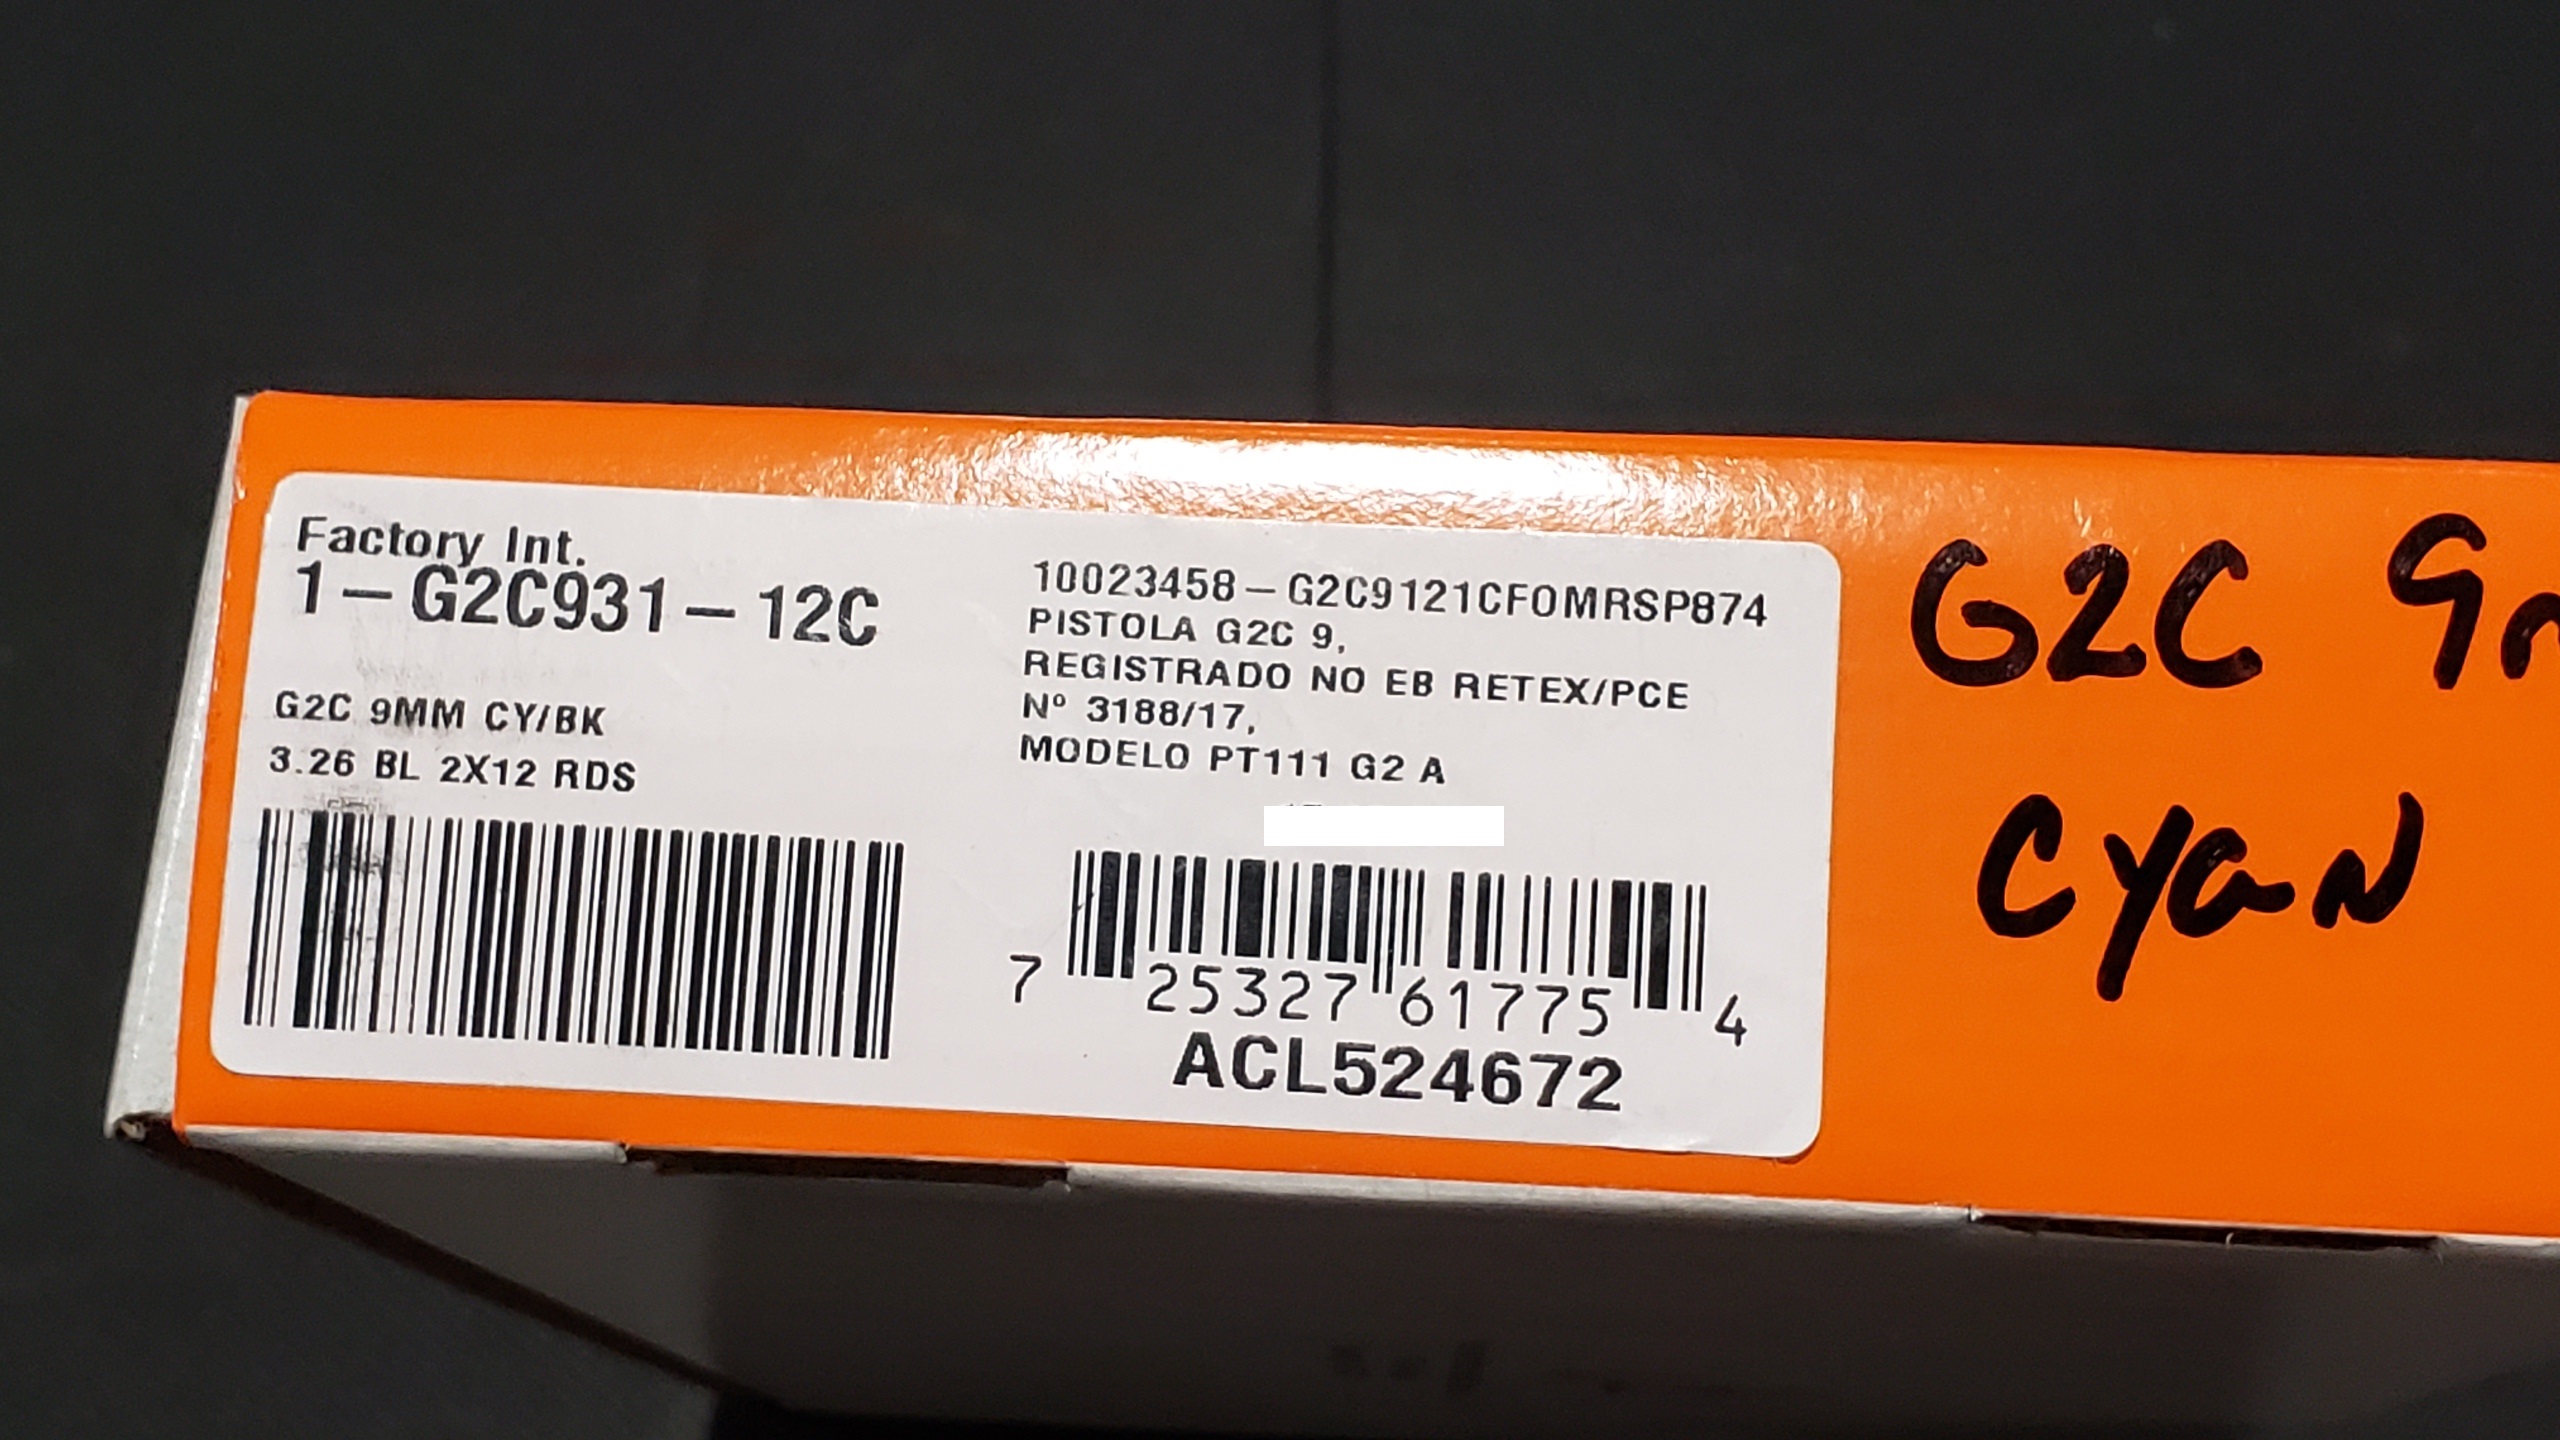 Factory Int.
1-G2C931-12C
G2C 9MM CY/BK
3.26 BL 2X12 RDS
10023458-G2C9121CFOMRSP874
PISTOLA G2C 9,
REGISTRADO NO EB RETEX/PCE
Nº 3188/17,
MODELO PT111 G2 A
7 25327 61775 4
ACL524672
G2C 9m
CYaN